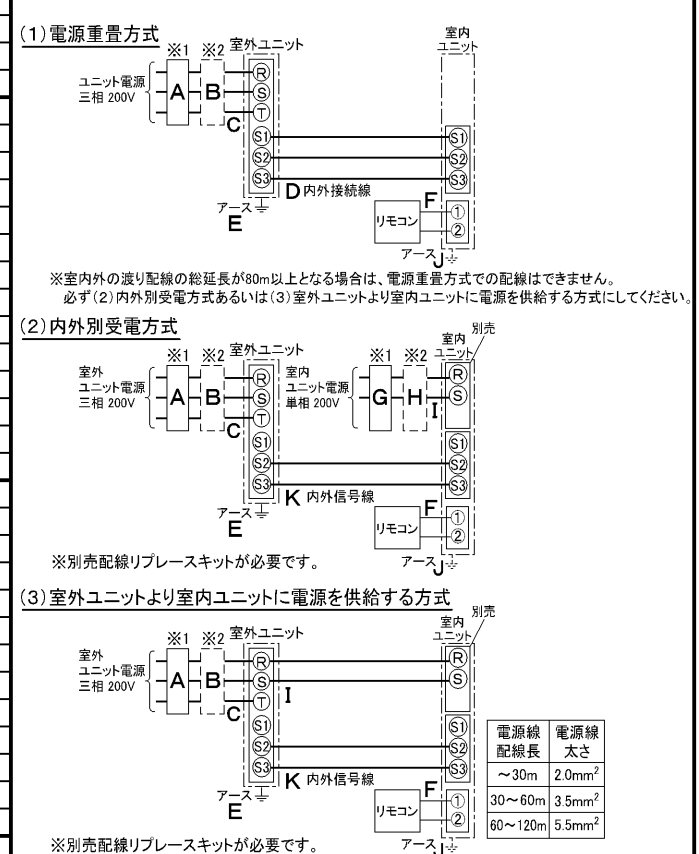 (1)電源重畳方式
※1 ※2 室外ユニット
室内
ユニット
ユニット電源
三相 200V
A B C
R
S
T
S1
S2
S3
S1
S2
S3
D 内外接続線
アース
E
リモコン
F
①
②
アース J
※室内外の渡り配線の総延長が80m以上となる場合は、電源重畳方式での配線はできません。
必ず(2)内外別受電方式あるいは(3)室外ユニットより室内ユニットに電源を供給する方式にしてください。
(2)内外別受電方式
※1 ※2 室外ユニット
※1 ※2
室内
ユニット
別売
室外
ユニット電源
三相 200V
A B C
R
S
T
S1
S2
S3
室内
ユニット電源
単相 200V
G H I
R
S
S1
S2
S3
K 内外信号線
アース
E
リモコン
F
①
②
アース J
※別売配線リプレースキットが必要です。
(3)室外ユニットより室内ユニットに電源を供給する方式
※1 ※2 室外ユニット
室内
ユニット
別売
室外
ユニット電源
三相 200V
A B C
R
S
T
S1
S2
S3
I
R
S
S1
S2
S3
K 内外信号線
アース
E
リモコン
F
①
②
アース J
電源線 電源線
配線長 太さ
～30m 2.0mm²
30～60m 3.5mm²
60～120m 5.5mm²
※別売配線リプレースキットが必要です。